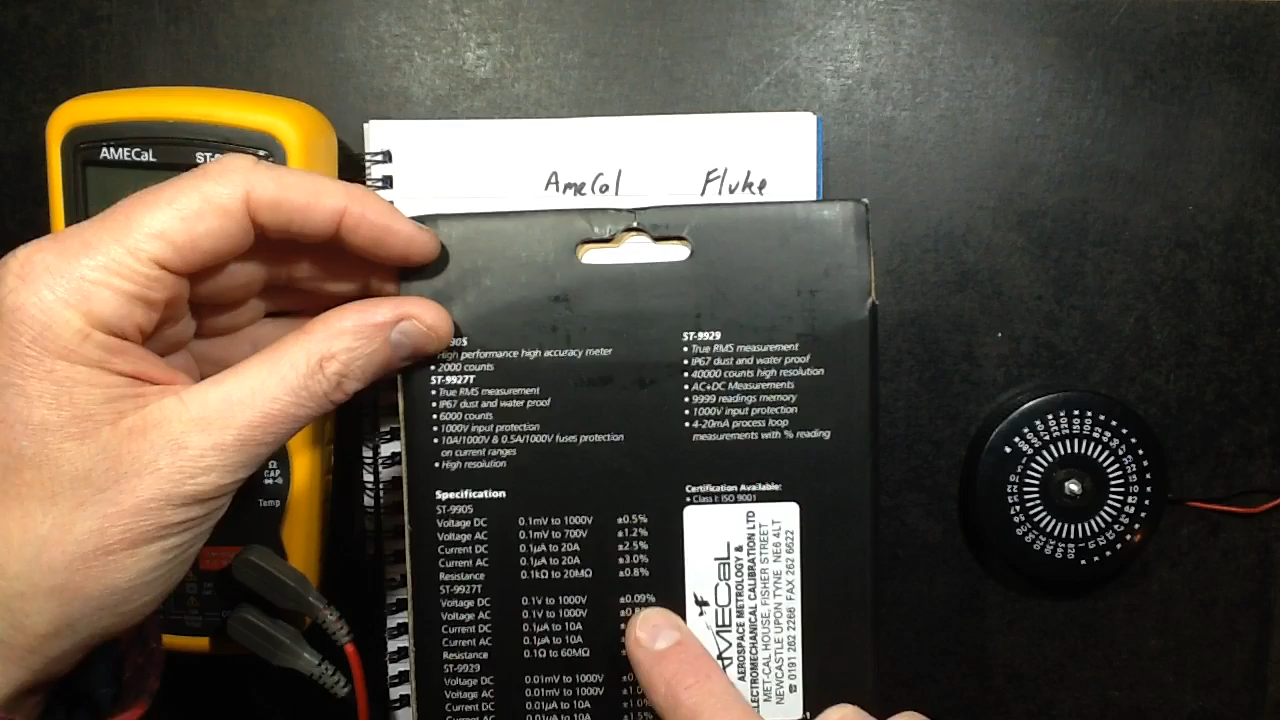 AMECaL
AmeCal Fluke
High performance high accuracy meter
• 2000 counts
ST-9927T
• True RMS measurement
• IP67 dust and water proof
• 6000 counts
• 1000V input protection
• 10A/1000V & 0.5A/1000V fuses protection
on current ranges
• High resolution
ST-9929
• True RMS measurement
• IP67 dust and water proof
• 40000 counts high resolution
• AC+DC Measurements
• 9999 readings memory
• 1000V input protection
• 4-20mA process loop
measurements with % reading
Specification
ST-9905
Voltage DC 0.1mV to 1000V ±0.5%
Voltage AC 0.1mV to 700V ±1.2%
Current DC 0.1µA to 20A ±2.5%
Current AC 0.1µA to 20A ±3.0%
Resistance 0.1kΩ to 20MΩ ±0.8%
ST-9927T
Voltage DC 0.1V to 1000V ±0.09%
Voltage AC 0.1V to 1000V
Current DC 0.1µA to 10A
Current AC 0.1µA to 10A
Resistance 0.1Ω to 60MΩ
ST-9929
Voltage DC 0.01mV to 1000V
Voltage AC 0.01mV to 1000V
Current DC 0.01µA to 10A ±1.0%
Current AC 0.01µA to 10A ±1.5%
Certification Available:
• Class I: ISO 9001
AMECaL
AEROSPACE METROLOGY &
ELECTROMECHANICAL CALIBRATION LTD
MET-CAL HOUSE, FISHER STREET
NEWCASTLE UPON TYNE NE6 4LT
☎ 0191 262 2266 FAX 262 6622
Ω
CAP
Temp